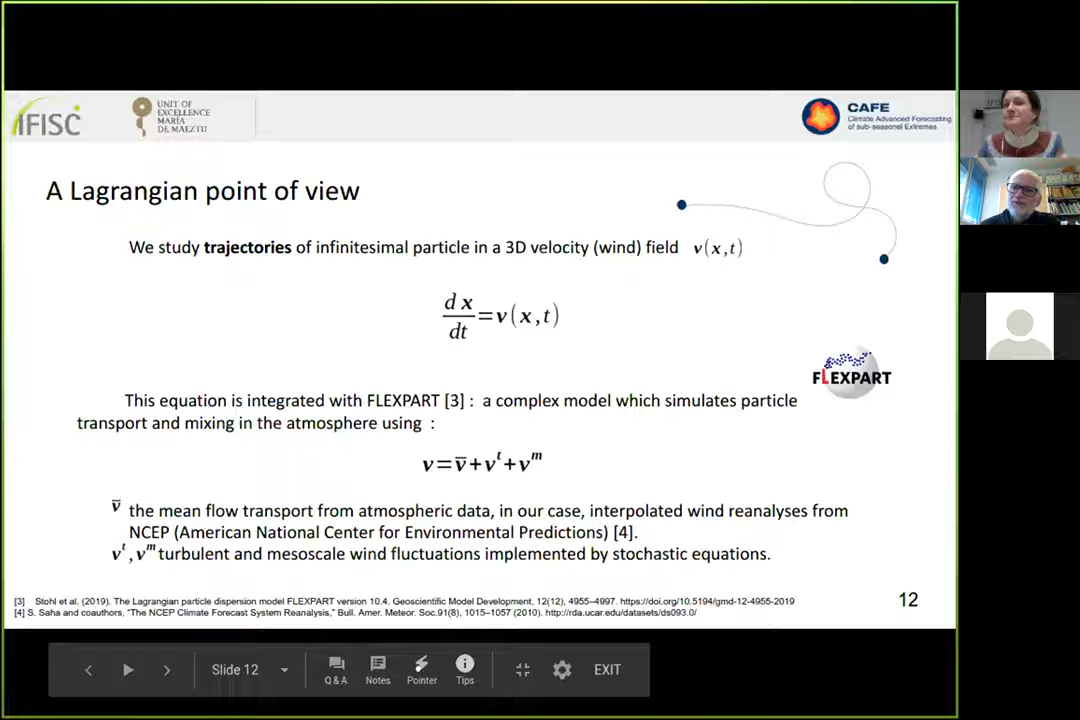 IFISC
UNIT OF
EXCELLENCE
MARÍA
DE MAEZTU
CAFE
Climate Advanced Forecasting
of sub-seasonal Extremes
A Lagrangian point of view
We study trajectories of infinitesimal particle in a 3D velocity (wind) field v(x,t)
dx/dt=v(x,t)
FLEXPART
This equation is integrated with FLEXPART [3] : a complex model which simulates particle
transport and mixing in the atmosphere using :
v=v̅+vᵗ+vᵐ
v̅ the mean flow transport from atmospheric data, in our case, interpolated wind reanalyses from
NCEP (American National Center for Environmental Predictions) [4].
vᵗ,vᵐ turbulent and mesoscale wind fluctuations implemented by stochastic equations.
[3] Stohl et al. (2019). The Lagrangian particle dispersion model FLEXPART version 10.4. Geoscientific Model Development, 12(12), 4955–4997. https://doi.org/10.5194/gmd-12-4955-2019
[4] S. Saha and coauthors, "The NCEP Climate Forecast System Reanalysis," Bull. Amer. Meteor. Soc.91(8), 1015–1057 (2010). http://rda.ucar.edu/datasets/ds093.0/
12
Slide 12
Q & A
Notes
Pointer
Tips
EXIT